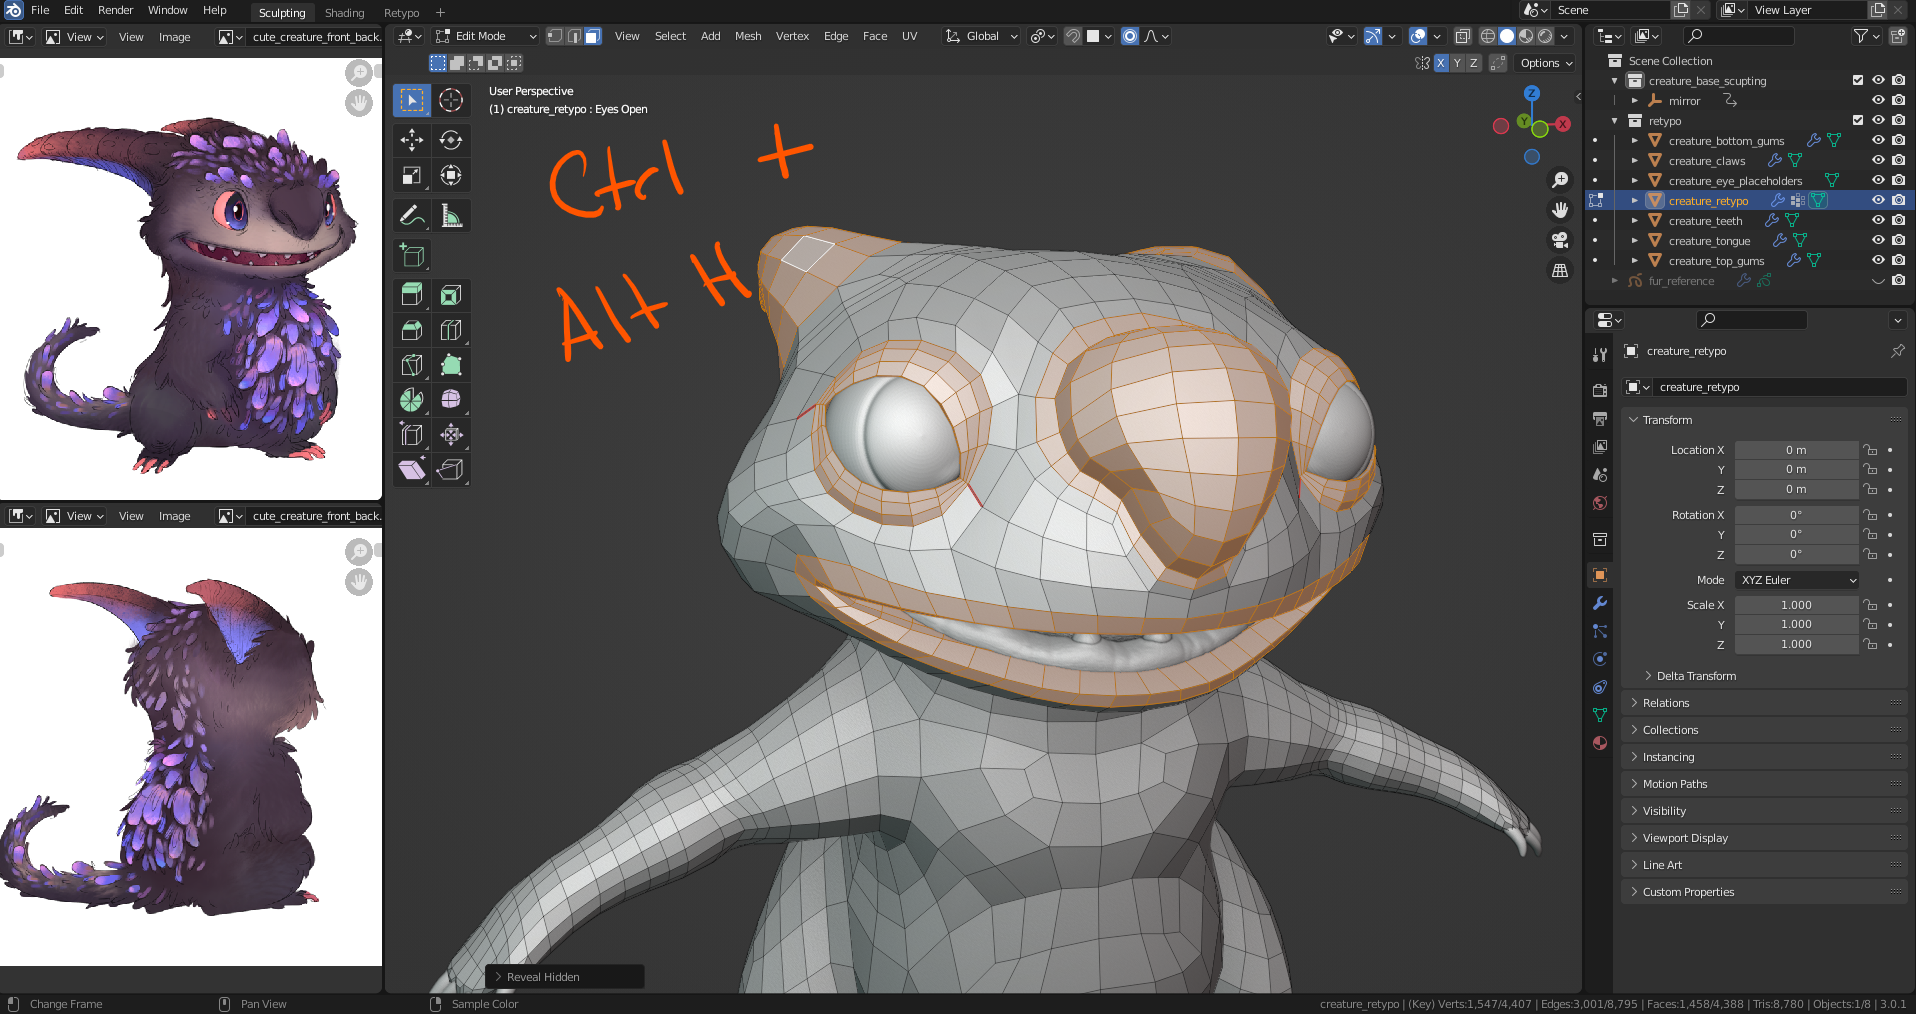 File Edit Render Window Help Sculpting Shading Retypo + Scene View Layer
View View Image cute_creature_front_back.
Edit Mode View Select Add Mesh Vertex Edge Face UV Global
X Y Z Options
User Perspective
(1) creature_retypo : Eyes Open
Ctrl +
Alt H
Z
Y
X
Reveal Hidden
View View Image cute_creature_front_back.
Scene Collection
creature_base_scupting
mirror
retypo
creature_bottom_gums
creature_claws
creature_eye_placeholders
creature_retypo
creature_teeth
creature_tongue
creature_top_gums
fur_reference
creature_retypo
creature_retypo
Transform
Location X 0 m
Y 0 m
Z 0 m
Rotation X 0°
Y 0°
Z 0°
Mode XYZ Euler
Scale X 1.000
Y 1.000
Z 1.000
Delta Transform
Relations
Collections
Instancing
Motion Paths
Visibility
Viewport Display
Line Art
Custom Properties
Change Frame Pan View Sample Color creature_retypo | (Key) Verts:1,547/4,407 | Edges:3,001/8,795 | Faces:1,458/4,388 | Tris:8,780 | Objects:1/8 | 3.0.1